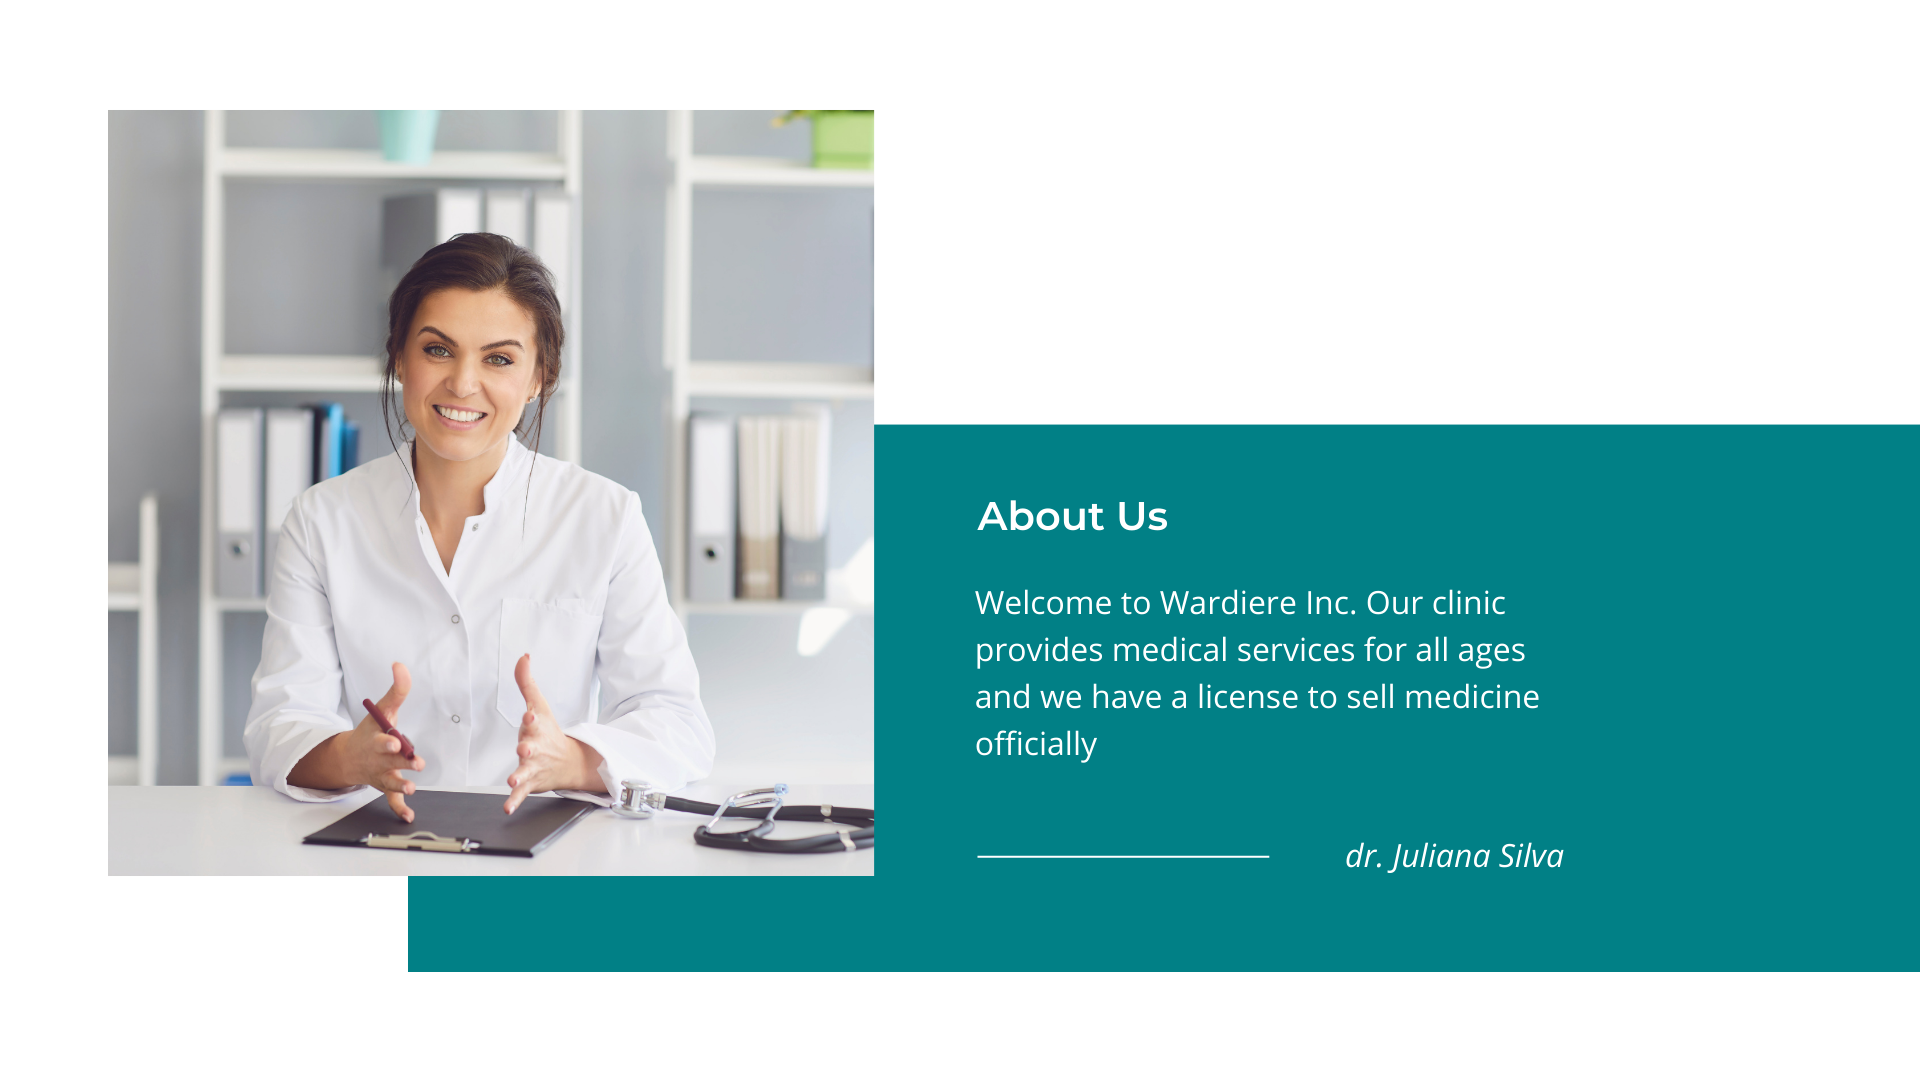 About Us
Welcome to Wardiere Inc. Our clinic
provides medical services for all ages
and we have a license to sell medicine
officially
dr. Juliana Silva